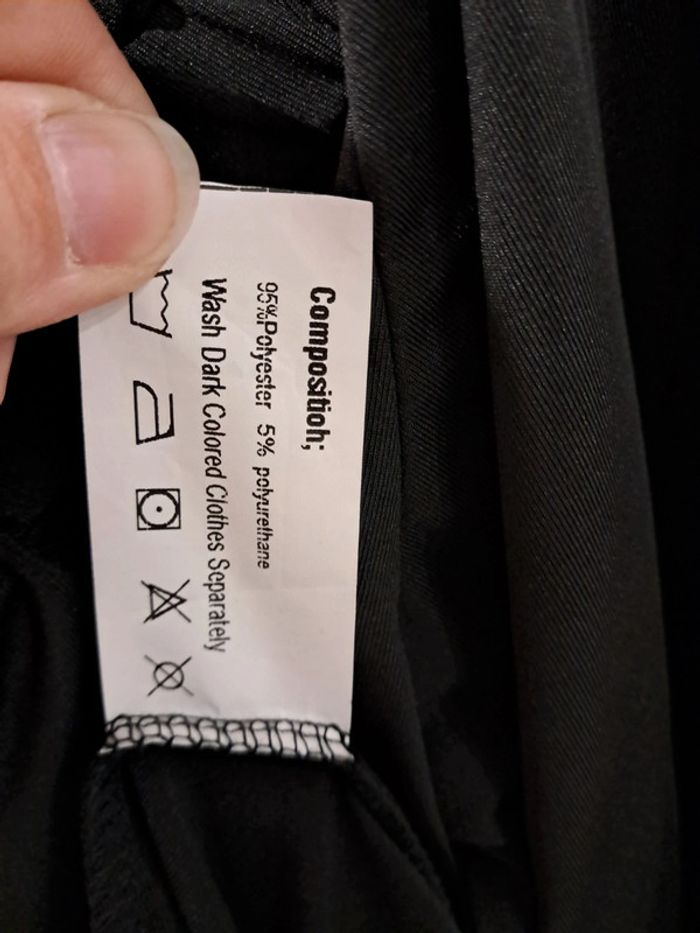 Compositioh;
95%Polyester 5% polyurethane
Wash Dark Colored Clothes Separately